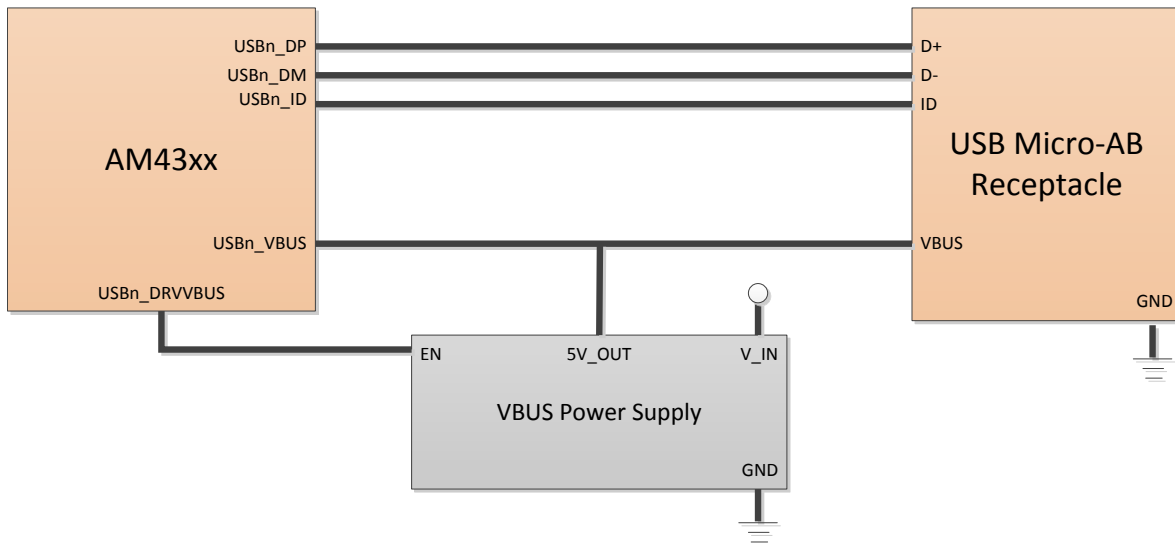 USBn_DP
USBn_DM
USBn_ID
AM43xx
USBn_VBUS
USBn_DRVVBUS
D+
D-
ID
USB Micro-AB
Receptacle
VBUS
GND
EN
5V_OUT
V_IN
VBUS Power Supply
GND